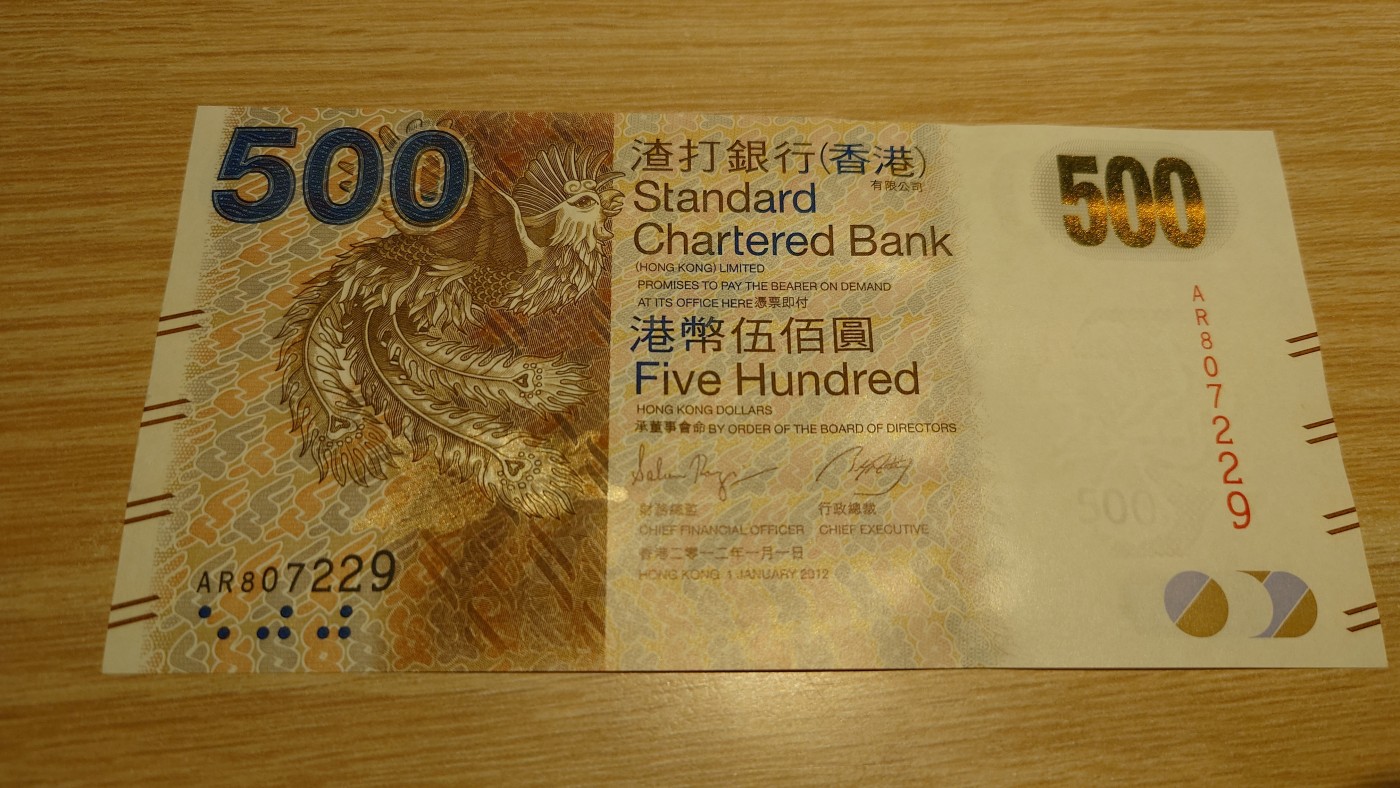 500
渣打銀行(香港)
有限公司
Standard
Chartered Bank
(HONG KONG) LIMITED
PROMISES TO PAY THE BEARER ON DEMAND
AT ITS OFFICE HERE 憑票即付
港幣伍佰圓
Five Hundred
HONG KONG DOLLARS
承董事會命 BY ORDER OF THE BOARD OF DIRECTORS
財務總監
CHIEF FINANCIAL OFFICER
行政總裁
CHIEF EXECUTIVE
香港二零一二年一月一日
HONG KONG 1 JANUARY 2012
AR807229
500
AR807229
500